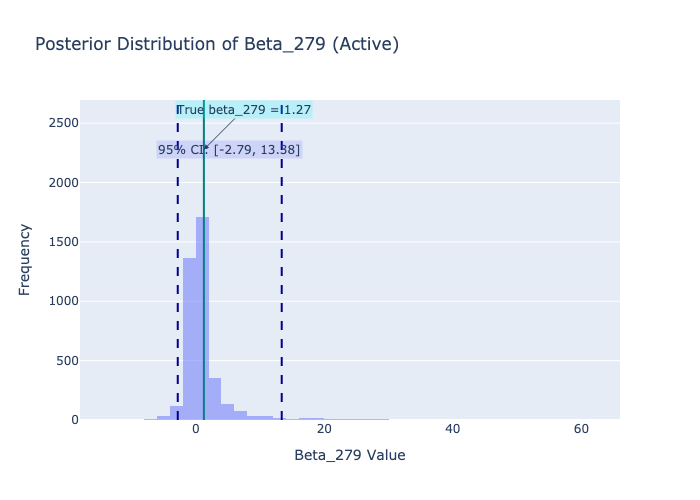 Posterior Distribution of Beta_279 (Active)
True beta_279 = 1.27
95% CI: [-2.79, 13.38]
2500
2000
1500
1000
500
0
Frequency
0 20 40 60
Beta_279 Value